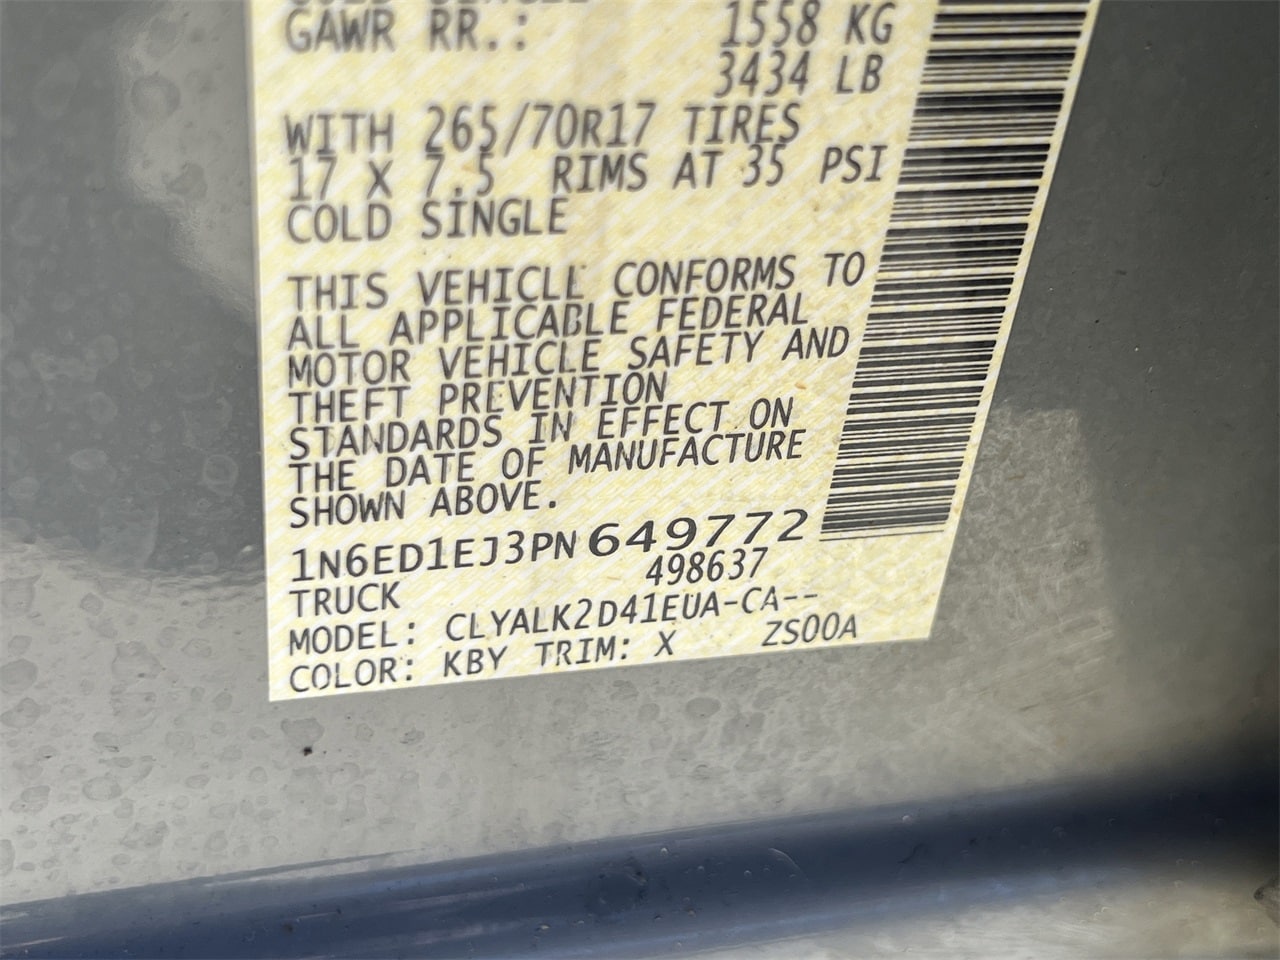 GAWR RR.: 1558 KG
3434 LB
WITH 265/70R17 TIRES
17 X 7.5 RIMS AT 35 PSI
COLD SINGLE
THIS VEHICLE CONFORMS TO
ALL APPLICABLE FEDERAL
MOTOR VEHICLE SAFETY AND
THEFT PREVENTION
STANDARDS IN EFFECT ON
THE DATE OF MANUFACTURE
SHOWN ABOVE.
1N6ED1EJ3PN649772
498637
TRUCK
MODEL: CLYALK2D41EUA-CA--
COLOR: KBY TRIM: X ZS00A